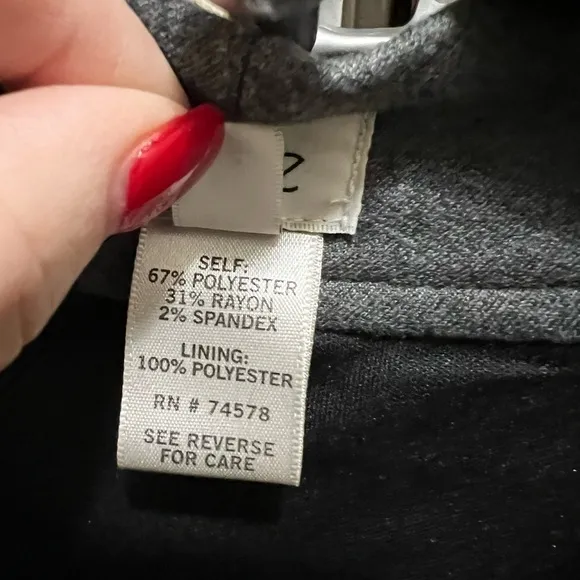 SELF:
67% POLYESTER
31% RAYON
2% SPANDEX
LINING:
100% POLYESTER
RN # 74578
SEE REVERSE
FOR CARE